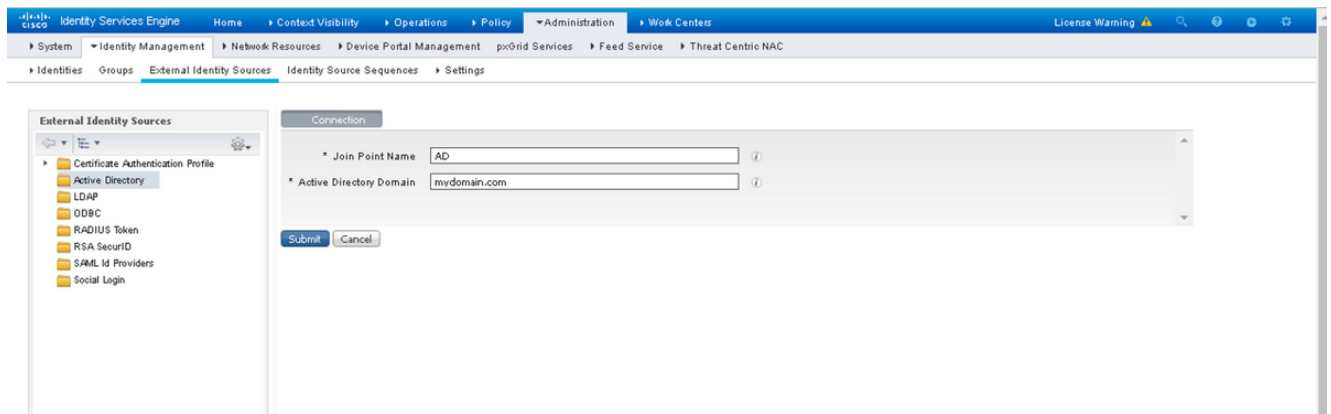 cisco Identity Services Engine Home Context Visibility Operations Policy Administration Work Centers License Warning
System Identity Management Network Resources Device Portal Management pxGrid Services Feed Service Threat Centric NAC
Identities Groups External Identity Sources Identity Source Sequences Settings
External Identity Sources
Certificate Authentication Profile
Active Directory
LDAP
ODBC
RADIUS Token
RSA SecurID
SAML Id Providers
Social Login
Connection
* Join Point Name AD
* Active Directory Domain mydomain.com
Submit Cancel